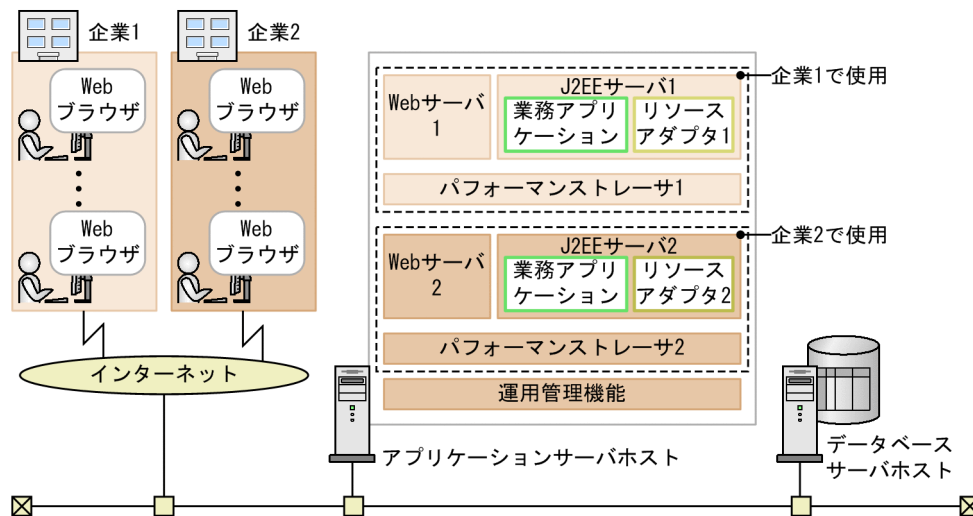 企業1
企業2
Web
ブラウザ
Web
ブラウザ
Web
ブラウザ
Web
ブラウザ
インターネット
企業1で使用
Webサーバ
1
J2EEサーバ1
業務アプリ
ケーション
リソース
アダプタ1
パフォーマンストレーサ1
企業2で使用
Webサーバ
2
J2EEサーバ2
業務アプリ
ケーション
リソース
アダプタ2
パフォーマンストレーサ2
運用管理機能
アプリケーションサーバホスト
データベース
サーバホスト